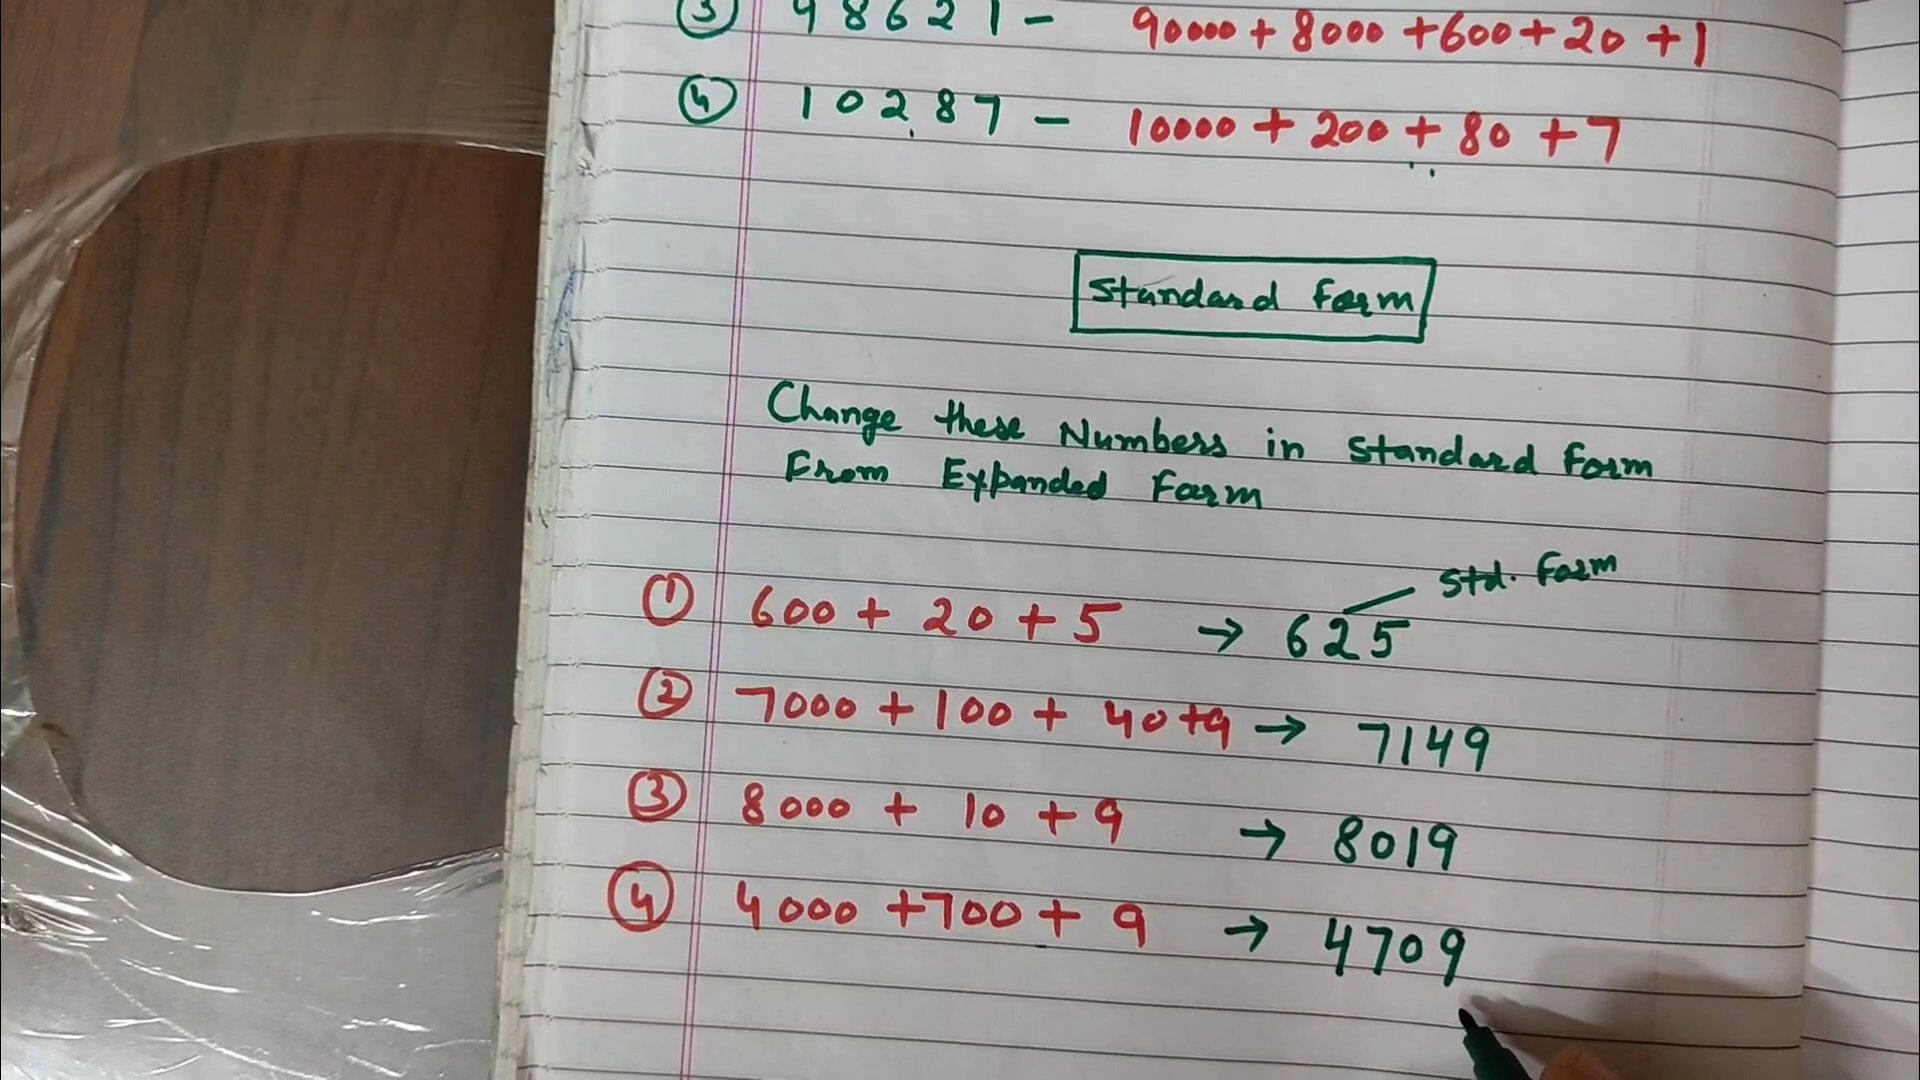 ③ 98621 - 90000 + 8000 + 600 + 20 + 1
④ 10287 - 10000 + 200 + 80 + 7
Standard Form
Change these Numbers in Standard Form
From Expanded Form
Std. Form
① 600 + 20 + 5 → 625
② 7000 + 100 + 40 + 9 → 7149
③ 8000 + 10 + 9 → 8019
④ 4000 + 700 + 9 → 4709